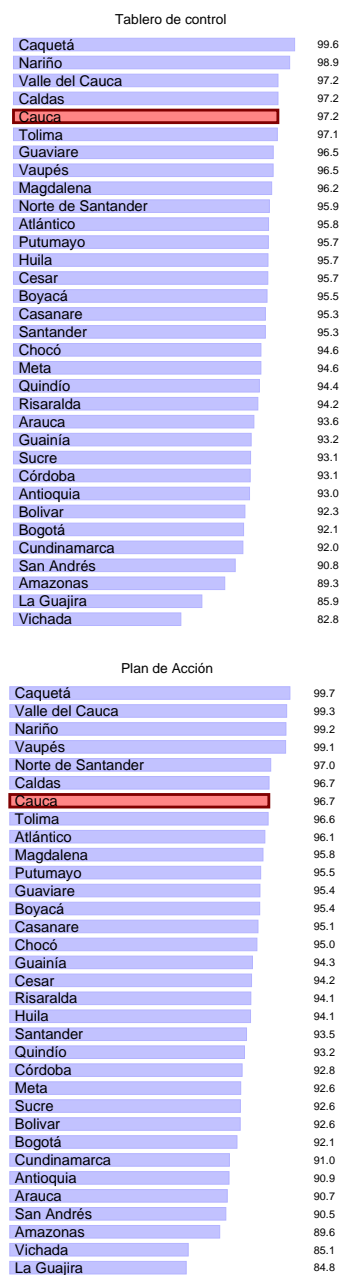 Tablero de control
Caquetá 99.6
Nariño 98.9
Valle del Cauca 97.2
Caldas 97.2
Cauca 97.2
Tolima 97.1
Guaviare 96.5
Vaupés 96.5
Magdalena 96.2
Norte de Santander 95.9
Atlántico 95.8
Putumayo 95.7
Huila 95.7
Cesar 95.7
Boyacá 95.5
Casanare 95.3
Santander 95.3
Chocó 94.6
Meta 94.6
Quindío 94.4
Risaralda 94.2
Arauca 93.6
Guainía 93.2
Sucre 93.1
Córdoba 93.1
Antioquia 93.0
Bolivar 92.3
Bogotá 92.1
Cundinamarca 92.0
San Andrés 90.8
Amazonas 89.3
La Guajira 85.9
Vichada 82.8
Plan de Acción
Caquetá 99.7
Valle del Cauca 99.3
Nariño 99.2
Vaupés 99.1
Norte de Santander 97.0
Caldas 96.7
Cauca 96.7
Tolima 96.6
Atlántico 96.1
Magdalena 95.8
Putumayo 95.5
Guaviare 95.4
Boyacá 95.4
Casanare 95.1
Chocó 95.0
Guainía 94.3
Cesar 94.2
Risaralda 94.1
Huila 94.1
Santander 93.5
Quindío 93.2
Córdoba 92.8
Meta 92.6
Sucre 92.6
Bolivar 92.6
Bogotá 92.1
Cundinamarca 91.0
Antioquia 90.9
Arauca 90.7
San Andrés 90.5
Amazonas 89.6
Vichada 85.1
La Guajira 84.8